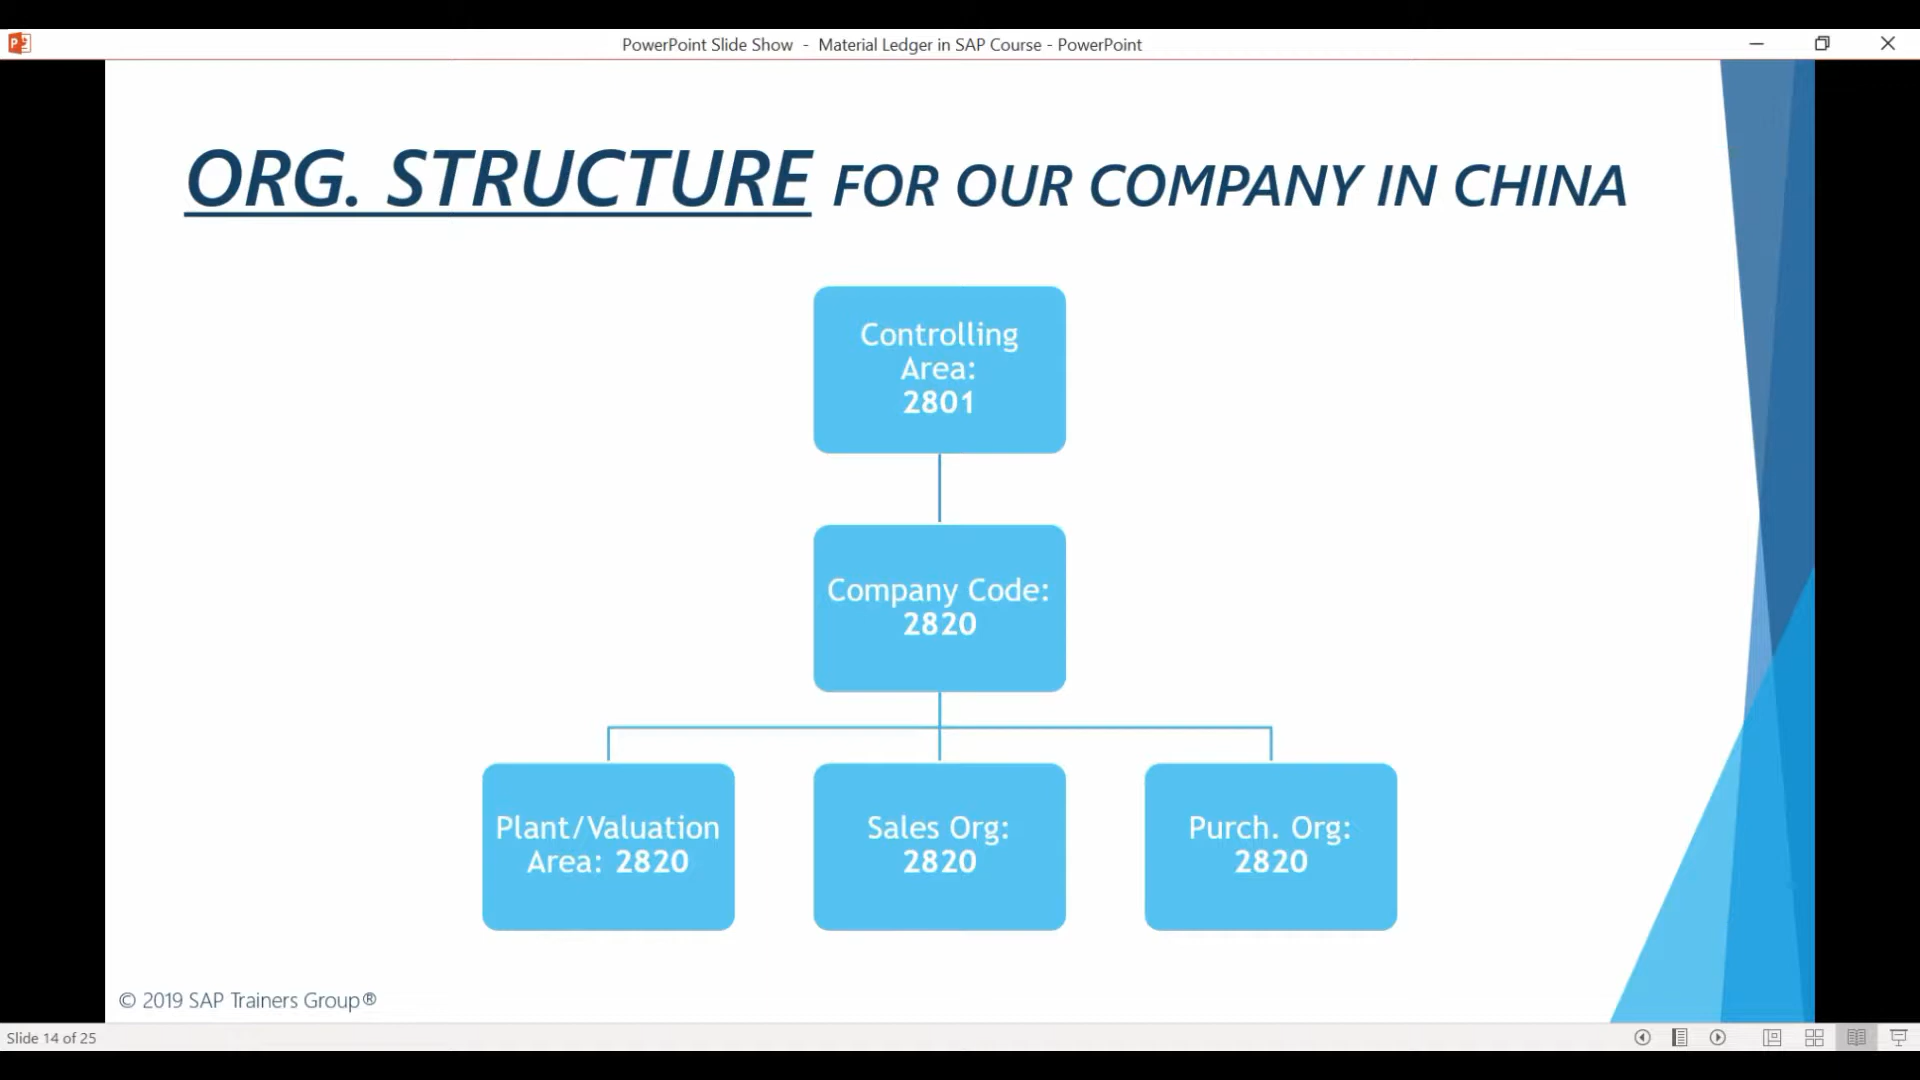 PowerPoint Slide Show - Material Ledger in SAP Course - PowerPoint
ORG. STRUCTURE FOR OUR COMPANY IN CHINA
Controlling
Area:
2801
Company Code:
2820
Plant/Valuation
Area: 2820
Sales Org:
2820
Purch. Org:
2820
© 2019 SAP Trainers Group®
Slide 14 of 25